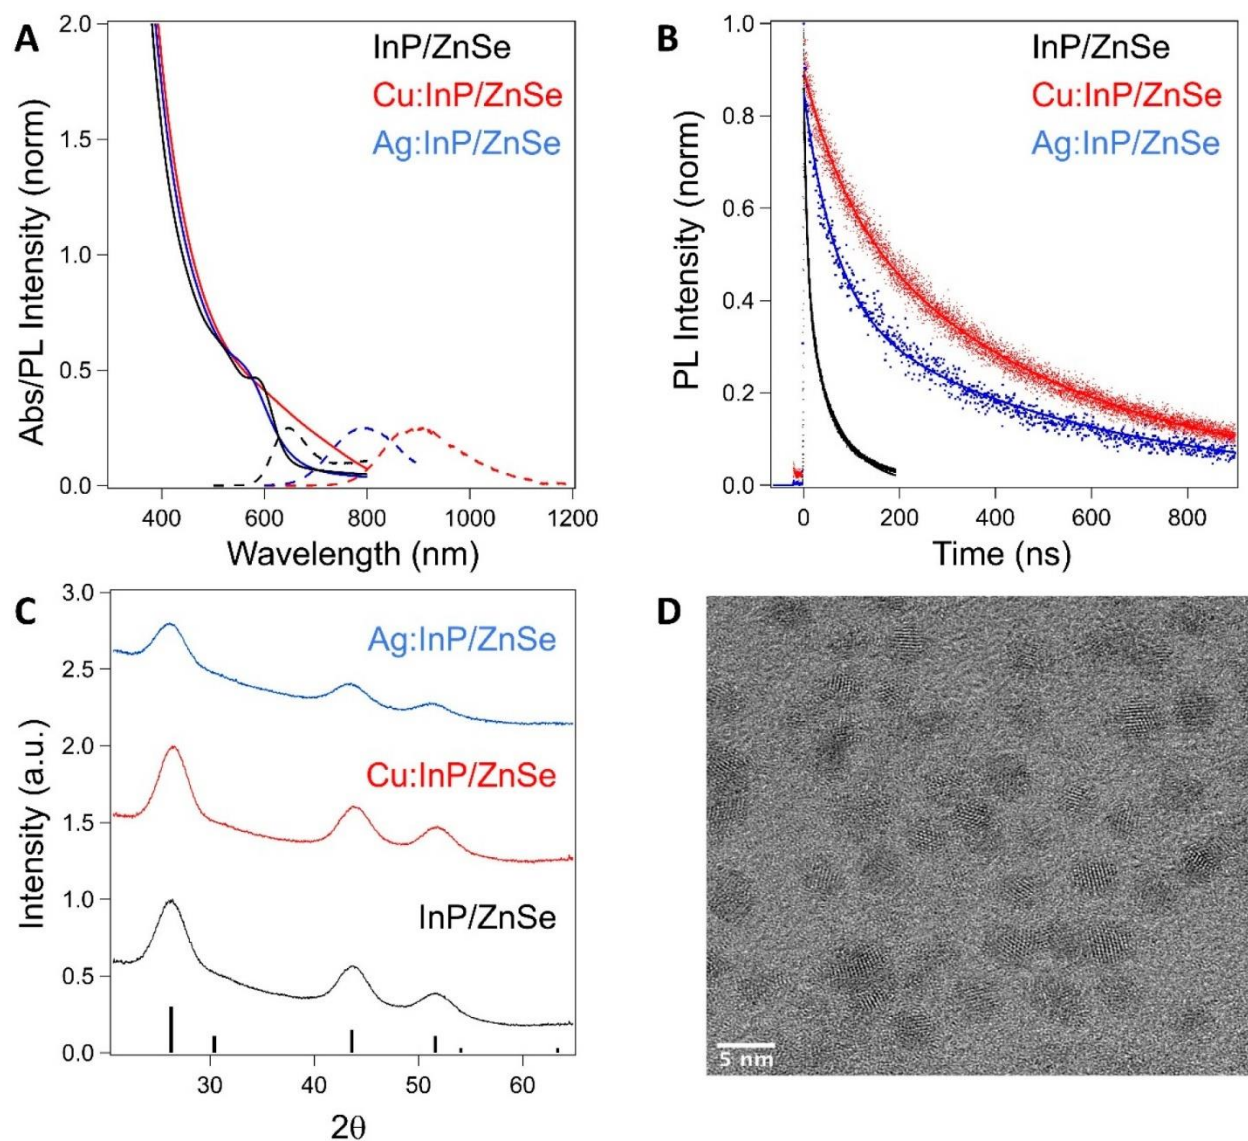 A
2.0
1.5
1.0
0.5
0.0
Abs/PL Intensity (norm)
InP/ZnSe
Cu:InP/ZnSe
Ag:InP/ZnSe
400
600
800
1000
1200
Wavelength (nm)
B
1.0
0.8
0.6
0.4
0.2
0.0
PL Intensity (norm)
InP/ZnSe
Cu:InP/ZnSe
Ag:InP/ZnSe
0
200
400
600
800
Time (ns)
C
3.0
2.5
2.0
1.5
1.0
0.5
0.0
Intensity (a.u.)
Ag:InP/ZnSe
Cu:InP/ZnSe
InP/ZnSe
30
40
50
60
2θ
D
5 nm